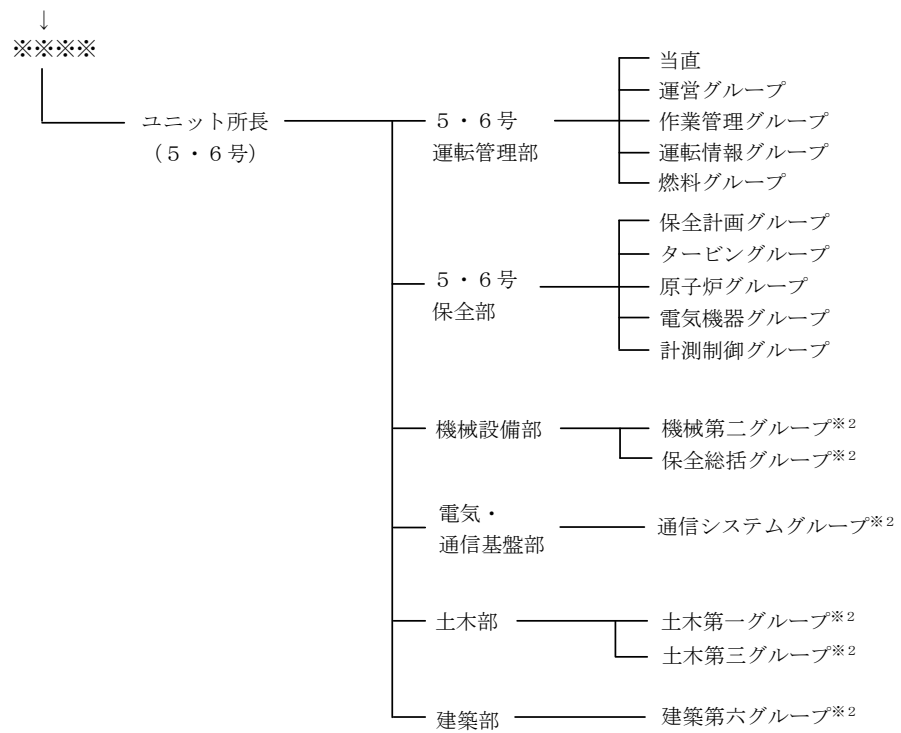 ↓
※※※※
ユニット所長
（５・６号）
５・６号
運転管理部
当直
運営グループ
作業管理グループ
運転情報グループ
燃料グループ
５・６号
保全部
保全計画グループ
タービングループ
原子炉グループ
電気機器グループ
計測制御グループ
機械設備部
機械第二グループ※２
保全総括グループ※２
電気・
通信基盤部
通信システムグループ※２
土木部
土木第一グループ※２
土木第三グループ※２
建築部
建築第六グループ※２